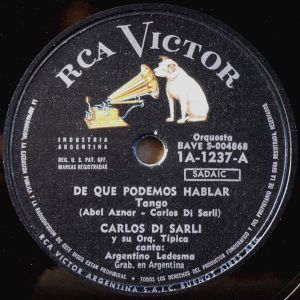 RCA VICTOR
INDUSTRIA
ARGENTINA
REG. U. S. PAT. OFF.
MARCAS REGISTRADAS
Orquesta
BAVE S-004868
1A-1237-A
SADAIC
DE QUE PODEMOS HABLAR
Tango
(Abel Aznar - Carlos Di Sarli)
CARLOS DI SARLI
y su Orq. Típica
canta:
Argentino Ledesma
Grab. en Argentina
RCA VICTOR ARGENTINA S.A.I.C. BUENOS AIRES